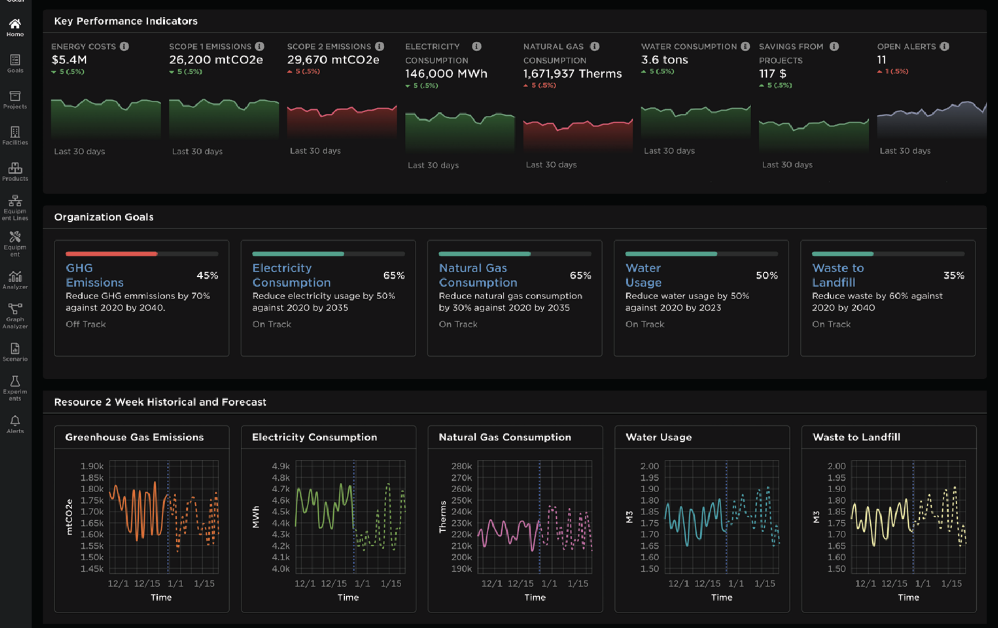 Home
Goals
Projects
Facilities
Products
Equipm
ent Lines
Equipm
ent
Analyzer
Graph
Analyzer
Scenario
Experim
ents
Alerts
Key Performance Indicators
ENERGY COSTS
$5.4M
5 (.5%)
Last 30 days
SCOPE 1 EMISSIONS
26,200 mtCO2e
5 (.5%)
Last 30 days
SCOPE 2 EMISSIONS
29,670 mtCO2e
5 (.5%)
Last 30 days
ELECTRICITY
CONSUMPTION
146,000 MWh
5 (.5%)
Last 30 days
NATURAL GAS
CONSUMPTION
1,671,937 Therms
5 (.5%)
Last 30 days
WATER CONSUMPTION
3.6 tons
5 (.5%)
Last 30 days
SAVINGS FROM
PROJECTS
117 $
5 (.5%)
Last 30 days
OPEN ALERTS
11
1 (.5%)
Last 30 days
Organization Goals
GHG
Emissions
45%
Reduce GHG emmissions by 70%
against 2020 by 2040.
Off Track
Electricity
Consumption
65%
Reduce electricity usage by 50%
against 2020 by 2035
On Track
Natural Gas
Consumption
65%
Reduce natural gas consumption
by 30% against 2020 by 2035
On Track
Water
Usage
50%
Reduce water usage by 50%
against 2020 by 2023
On Track
Waste to
Landfill
35%
Reduce waste by 60% against
2020 by 2040
On Track
Resource 2 Week Historical and Forecast
Greenhouse Gas Emissions
mtCO2e
1.90k
1.85k
1.80k
1.75k
1.70k
1.65k
1.60k
1.55k
1.50k
1.45k
12/1 12/15 1/1 1/15
Time
Electricity Consumption
MWh
4.9k
4.8k
4.7k
4.6k
4.5k
4.4k
4.3k
4.2k
4.1k
4.0k
12/1 12/15 1/1 1/15
Time
Natural Gas Consumption
Therms
280k
270k
260k
250k
240k
230k
220k
210k
200k
190k
12/1 12/15 1/1 1/15
Time
Water Usage
M3
2.00
1.95
1.90
1.80
1.85
1.75
1.70
1.65
1.60
1.50
12/1 12/15 1/1 1/15
Time
Waste to Landfill
M3
2.00
1.95
1.90
1.80
1.85
1.75
1.70
1.65
1.60
1.50
12/1 12/15 1/1 1/15
Time